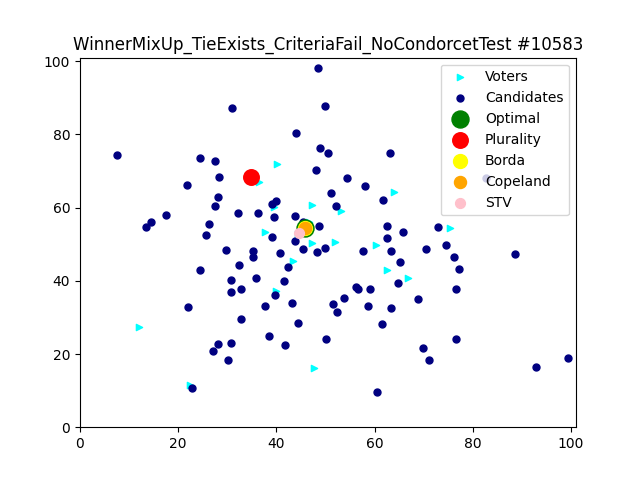 WinnerMixUp_TieExists_CriteriaFail_NoCondorcetTest #10583
100
80
60
40
20
0
0 20 40 60 80 100
Voters
Candidates
Optimal
Plurality
Borda
Copeland
STV